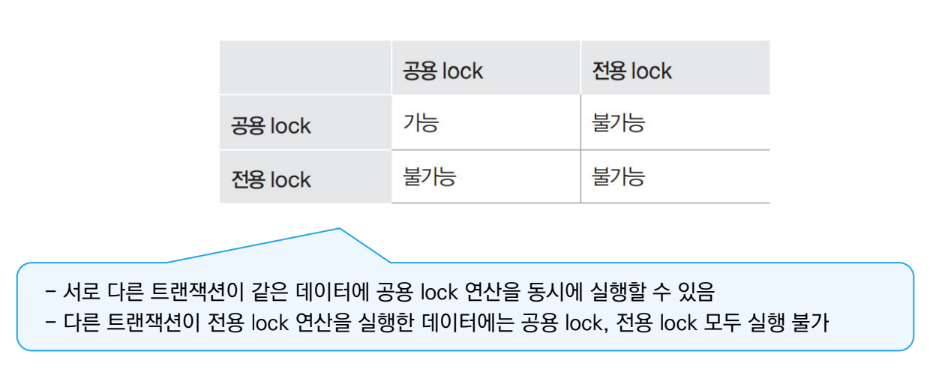 공용 lock 전용 lock
공용 lock 가능 불가능
전용 lock 불가능 불가능
- 서로 다른 트랜잭션이 같은 데이터에 공용 lock 연산을 동시에 실행할 수 있음
- 다른 트랜잭션이 전용 lock 연산을 실행한 데이터에는 공용 lock, 전용 lock 모두 실행 불가